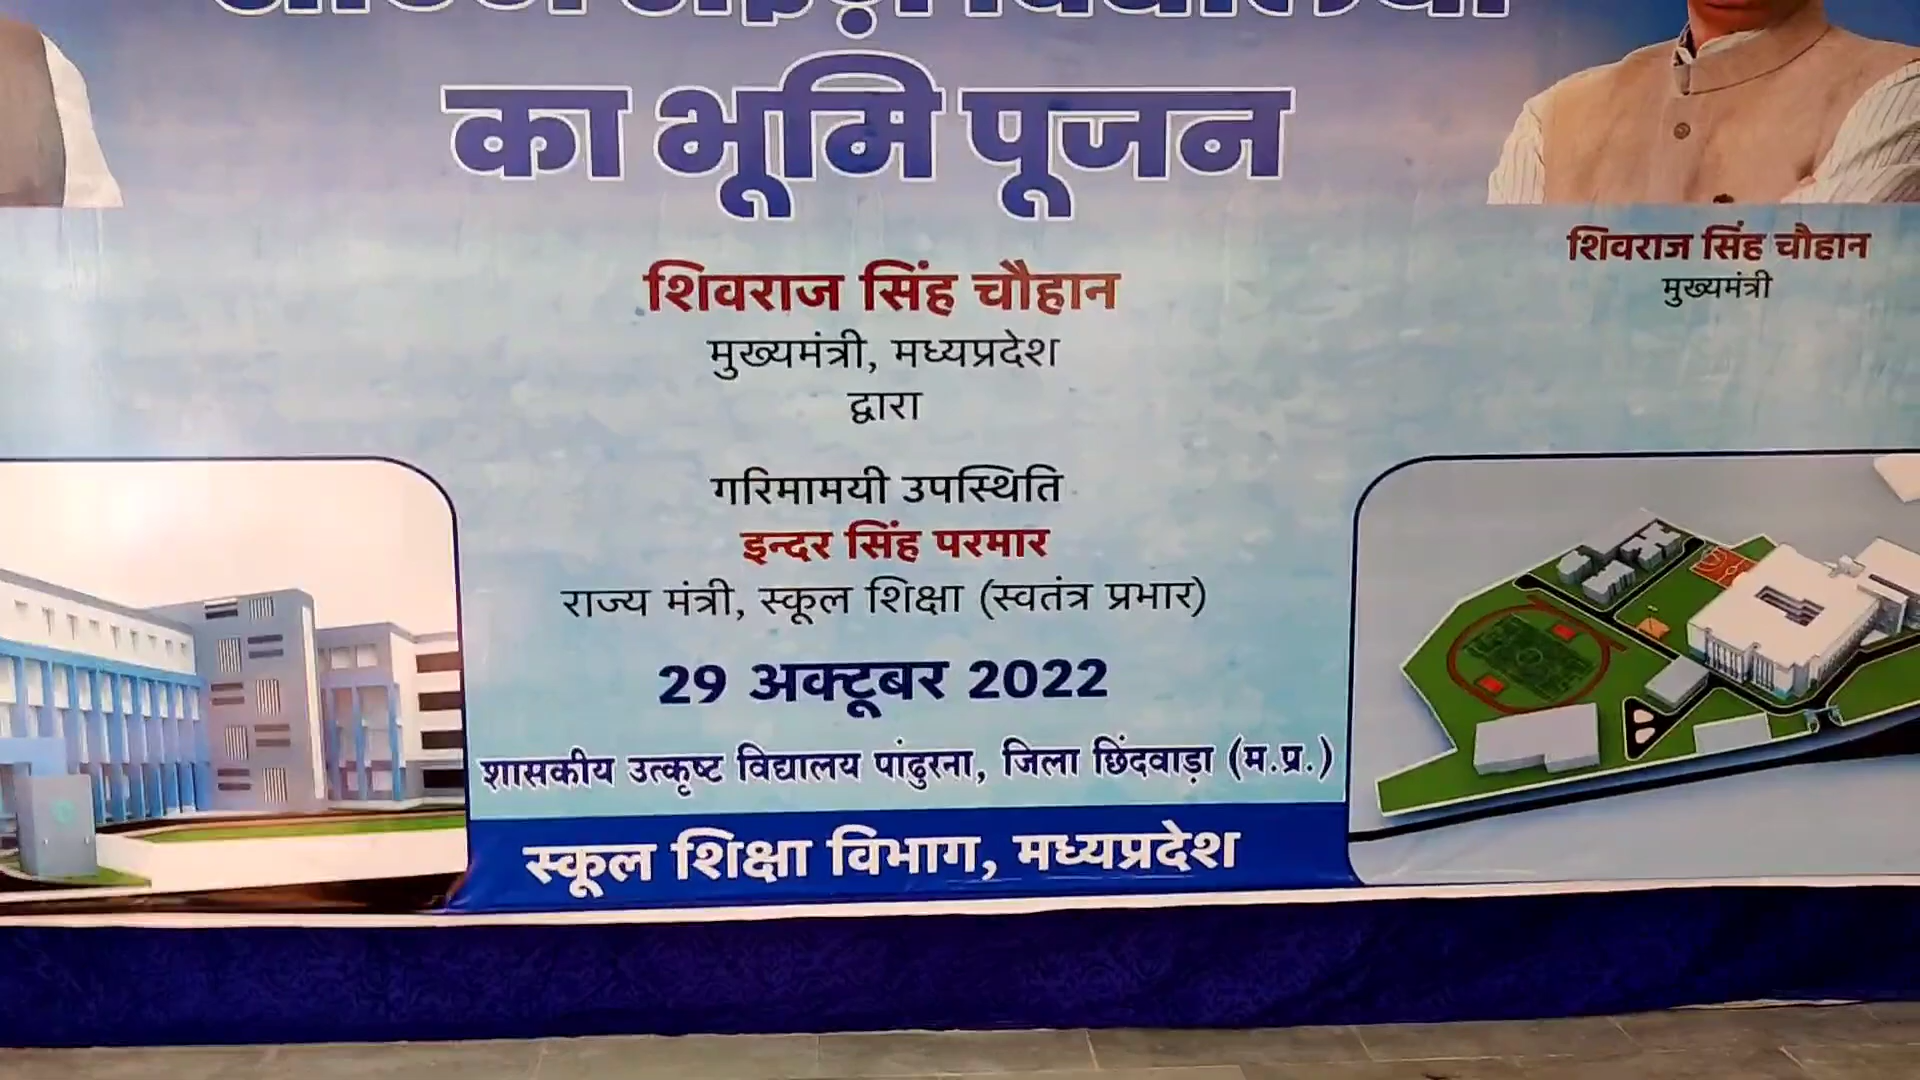 का भूमि पूजन
शिवराज सिंह चौहान
मुख्यमंत्री
शिवराज सिंह चौहान
मुख्यमंत्री, मध्यप्रदेश
द्वारा
गरिमामयी उपस्थिति
इन्दर सिंह परमार
राज्य मंत्री, स्कूल शिक्षा (स्वतंत्र प्रभार)
29 अक्टूबर 2022
शासकीय उत्कृष्ट विद्यालय पांढुरना, जिला छिंदवाड़ा (म.प्र.)
स्कूल शिक्षा विभाग, मध्यप्रदेश